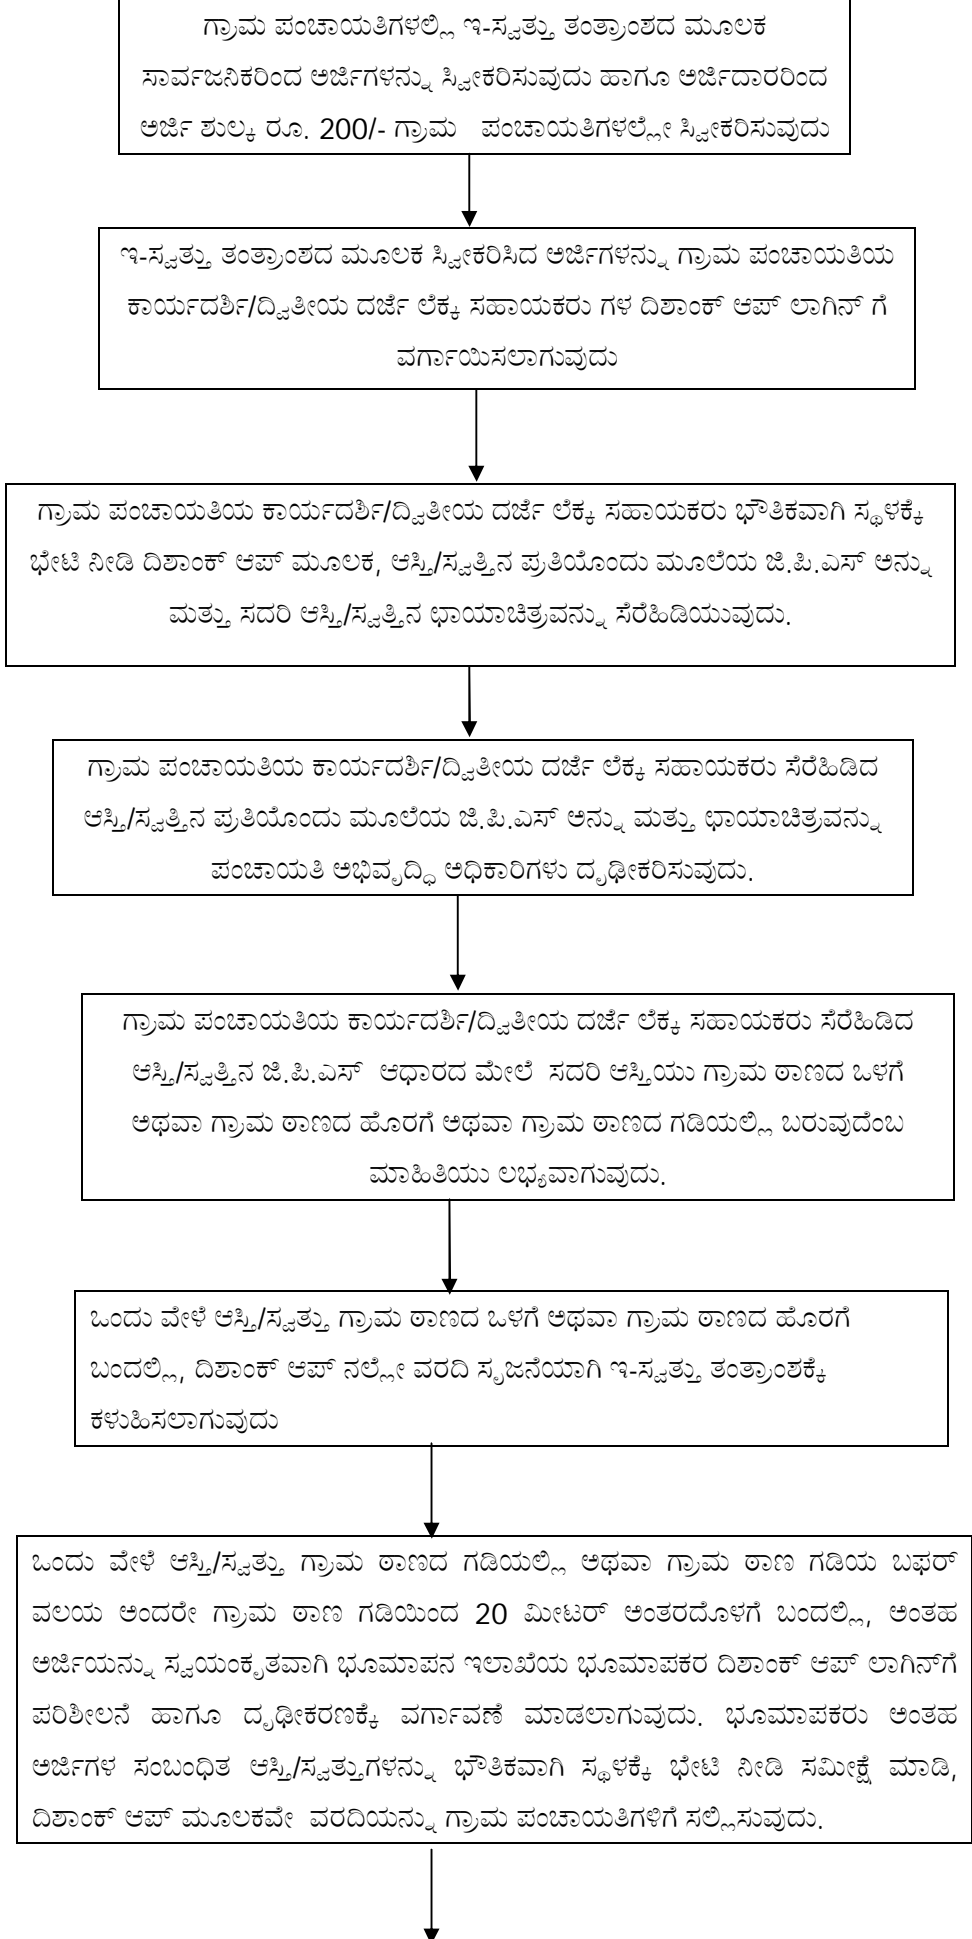 ಗ್ರಾಮ ಪಂಚಾಯತಿಗಳಲ್ಲಿ ಇ-ಸ್ವತ್ತು ತಂತ್ರಾಂಶದ ಮೂಲಕ
ಸಾರ್ವಜನಿಕರಿಂದ ಅರ್ಜಿಗಳನ್ನು ಸ್ವೀಕರಿಸುವುದು ಹಾಗೂ ಅರ್ಜಿದಾರರಿಂದ
ಅರ್ಜಿ ಶುಲ್ಕ ರೂ. 200/- ಗ್ರಾಮ ಪಂಚಾಯತಿಗಳಲ್ಲೇ ಸ್ವೀಕರಿಸುವುದು
ಇ-ಸ್ವತ್ತು ತಂತ್ರಾಂಶದ ಮೂಲಕ ಸ್ವೀಕರಿಸಿದ ಅರ್ಜಿಗಳನ್ನು ಗ್ರಾಮ ಪಂಚಾಯತಿಯ
ಕಾರ್ಯದರ್ಶಿ/ದ್ವಿತೀಯ ದರ್ಜೆ ಲೆಕ್ಕ ಸಹಾಯಕರು ಗಳ ದಿಶಾಂಕ್ ಆಪ್ ಲಾಗಿನ್ ಗೆ
ವರ್ಗಾಯಿಸಲಾಗುವುದು
ಗ್ರಾಮ ಪಂಚಾಯತಿಯ ಕಾರ್ಯದರ್ಶಿ/ದ್ವಿತೀಯ ದರ್ಜೆ ಲೆಕ್ಕ ಸಹಾಯಕರು ಭೌತಿಕವಾಗಿ ಸ್ಥಳಕ್ಕೆ
ಭೇಟಿ ನೀಡಿ ದಿಶಾಂಕ್ ಆಪ್ ಮೂಲಕ, ಆಸ್ತಿ/ಸ್ವತ್ತಿನ ಪ್ರತಿಯೊಂದು ಮೂಲೆಯ ಜಿ.ಪಿ.ಎಸ್ ಅನ್ನು
ಮತ್ತು ಸದರಿ ಆಸ್ತಿ/ಸ್ವತ್ತಿನ ಛಾಯಾಚಿತ್ರವನ್ನು ಸೆರೆಹಿಡಿಯುವುದು.
ಗ್ರಾಮ ಪಂಚಾಯತಿಯ ಕಾರ್ಯದರ್ಶಿ/ದ್ವಿತೀಯ ದರ್ಜೆ ಲೆಕ್ಕ ಸಹಾಯಕರು ಸೆರೆಹಿಡಿದ
ಆಸ್ತಿ/ಸ್ವತ್ತಿನ ಪ್ರತಿಯೊಂದು ಮೂಲೆಯ ಜಿ.ಪಿ.ಎಸ್ ಅನ್ನು ಮತ್ತು ಛಾಯಾಚಿತ್ರವನ್ನು
ಪಂಚಾಯತಿ ಅಭಿವೃದ್ಧಿ ಅಧಿಕಾರಿಗಳು ದೃಢೀಕರಿಸುವುದು.
ಗ್ರಾಮ ಪಂಚಾಯತಿಯ ಕಾರ್ಯದರ್ಶಿ/ದ್ವಿತೀಯ ದರ್ಜೆ ಲೆಕ್ಕ ಸಹಾಯಕರು ಸೆರೆಹಿಡಿದ
ಆಸ್ತಿ/ಸ್ವತ್ತಿನ ಜಿ.ಪಿ.ಎಸ್ ಆಧಾರದ ಮೇಲೆ ಸದರಿ ಆಸ್ತಿಯು ಗ್ರಾಮ ಠಾಣದ ಒಳಗೆ
ಅಥವಾ ಗ್ರಾಮ ಠಾಣದ ಹೊರಗೆ ಅಥವಾ ಗ್ರಾಮ ಠಾಣದ ಗಡಿಯಲ್ಲಿ ಬರುವುದೆಂಬ
ಮಾಹಿತಿಯು ಲಭ್ಯವಾಗುವುದು.
ಒಂದು ವೇಳೆ ಆಸ್ತಿ/ಸ್ವತ್ತು ಗ್ರಾಮ ಠಾಣದ ಒಳಗೆ ಅಥವಾ ಗ್ರಾಮ ಠಾಣದ ಹೊರಗೆ
ಬಂದಲ್ಲಿ, ದಿಶಾಂಕ್ ಆಪ್ ನಲ್ಲೇ ವರದಿ ಸೃಜನೆಯಾಗಿ ಇ-ಸ್ವತ್ತು ತಂತ್ರಾಂಶಕ್ಕೆ
ಕಳುಹಿಸಲಾಗುವುದು
ಒಂದು ವೇಳೆ ಆಸ್ತಿ/ಸ್ವತ್ತು ಗ್ರಾಮ ಠಾಣದ ಗಡಿಯಲ್ಲಿ ಅಥವಾ ಗ್ರಾಮ ಠಾಣ ಗಡಿಯ ಬಫರ್
ವಲಯ ಅಂದರೇ ಗ್ರಾಮ ಠಾಣ ಗಡಿಯಿಂದ 20 ಮೀಟರ್ ಅಂತರದೊಳಗೆ ಬಂದಲ್ಲಿ, ಅಂತಹ
ಅರ್ಜಿಯನ್ನು ಸ್ವಯಂಕೃತವಾಗಿ ಭೂಮಾಪನ ಇಲಾಖೆಯ ಭೂಮಾಪಕರ ದಿಶಾಂಕ್ ಆಪ್ ಲಾಗಿನ್‌ಗೆ
ಪರಿಶೀಲನೆ ಹಾಗೂ ದೃಢೀಕರಣಕ್ಕೆ ವರ್ಗಾವಣೆ ಮಾಡಲಾಗುವುದು. ಭೂಮಾಪಕರು ಅಂತಹ
ಅರ್ಜಿಗಳ ಸಂಬಂಧಿತ ಆಸ್ತಿ/ಸ್ವತ್ತುಗಳನ್ನು ಭೌತಿಕವಾಗಿ ಸ್ಥಳಕ್ಕೆ ಭೇಟಿ ನೀಡಿ ಸಮೀಕ್ಷೆ ಮಾಡಿ,
ದಿಶಾಂಕ್ ಆಪ್ ಮೂಲಕವೇ ವರದಿಯನ್ನು ಗ್ರಾಮ ಪಂಚಾಯತಿಗಳಿಗೆ ಸಲ್ಲಿಸುವುದು.